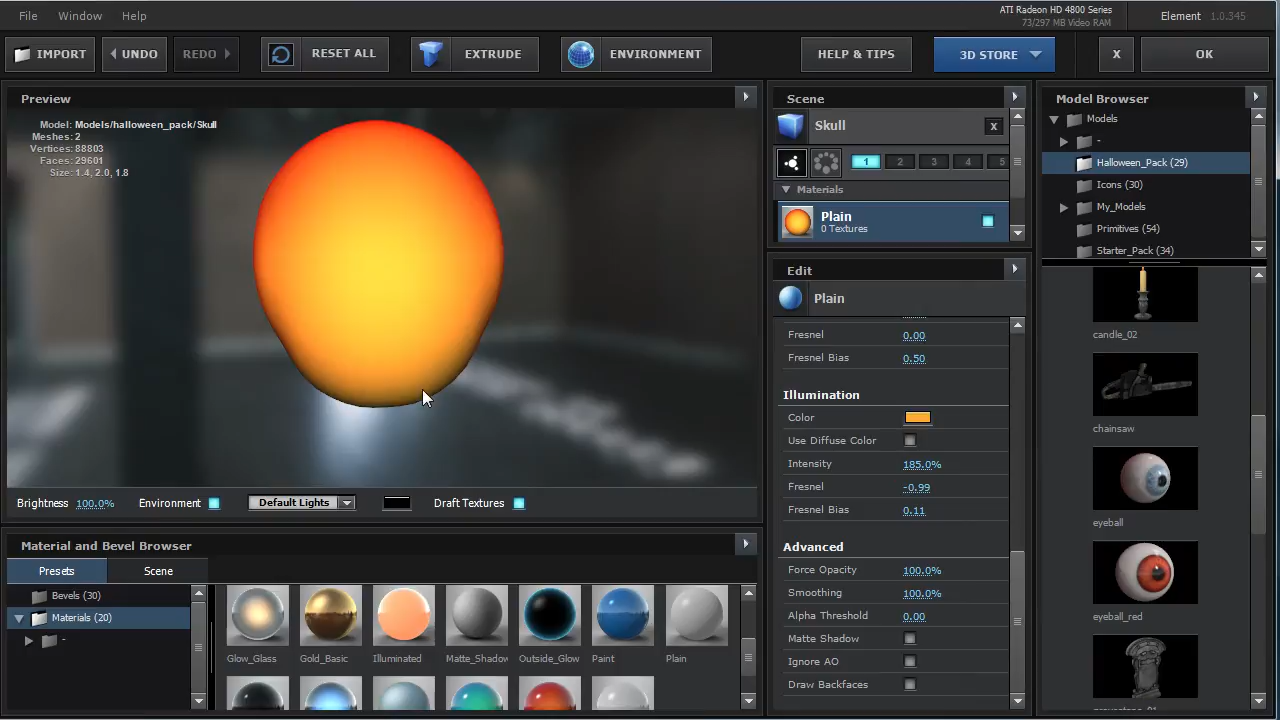 File Window Help
ATI Radeon HD 4800 Series
73/297 MB Video RAM
Element 1.0.345
IMPORT UNDO REDO RESET ALL EXTRUDE ENVIRONMENT HELP & TIPS 3D STORE X OK
Preview
Model: Models/halloween_pack/Skull
Meshes: 2
Vertices: 88803
Faces: 29601
Size: 1.4, 2.0, 1.8
Brightness 100.0% Environment Default Lights Draft Textures
Material and Bevel Browser
Presets Scene
Bevels (30)
Materials (20)
-
Glow_Glass Gold_Basic Illuminated Matte_Shadow Outside_Glow Paint Plain
Scene
Skull x
1 2 3 4 5
Materials
Plain
0 Textures
Edit
Plain
Fresnel 0.00
Fresnel Bias 0.50
Illumination
Color
Use Diffuse Color
Intensity 185.0%
Fresnel -0.99
Fresnel Bias 0.11
Advanced
Force Opacity 100.0%
Smoothing 100.0%
Alpha Threshold 0.00
Matte Shadow
Ignore AO
Draw Backfaces
Model Browser
Models
-
Halloween_Pack (29)
Icons (30)
My_Models
Primitives (54)
Starter_Pack (34)
candle_02
chainsaw
eyeball
eyeball_red